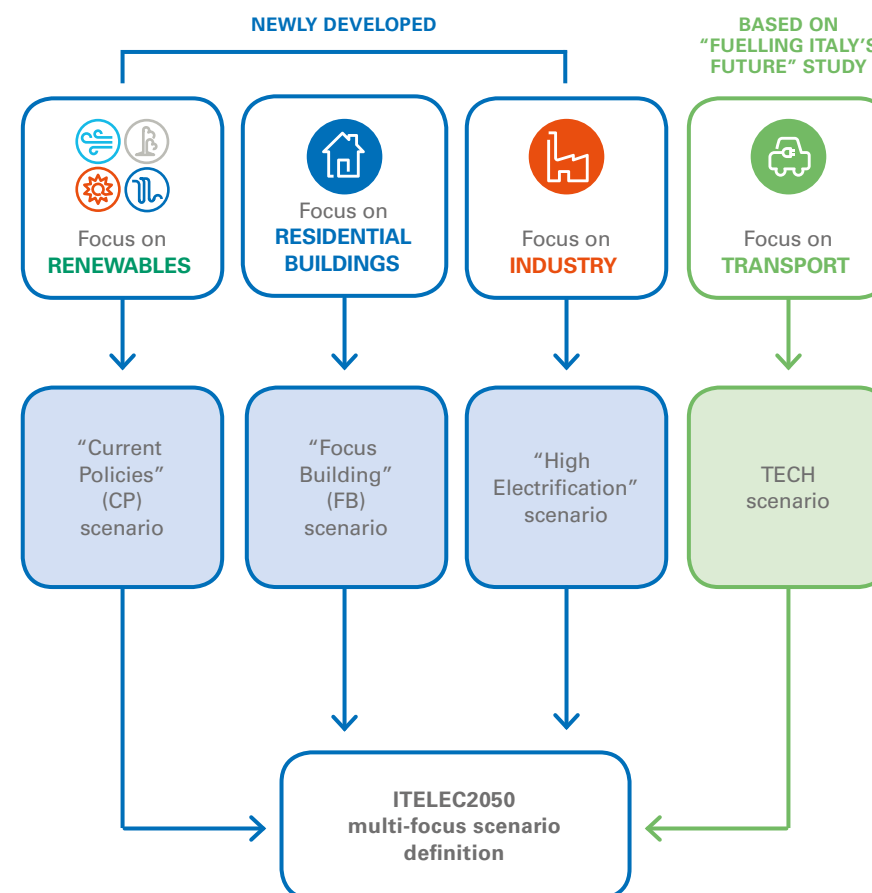 NEWLY DEVELOPED
BASED ON
“FUELLING ITALY’S
FUTURE” STUDY
Focus on
RENEWABLES
Focus on
RESIDENTIAL
BUILDINGS
Focus on
INDUSTRY
Focus on
TRANSPORT
“Current
Policies”
(CP)
scenario
“Focus
Building”
(FB)
scenario
“High
Electrification”
scenario
TECH
scenario
ITELEC2050
multi-focus scenario
definition